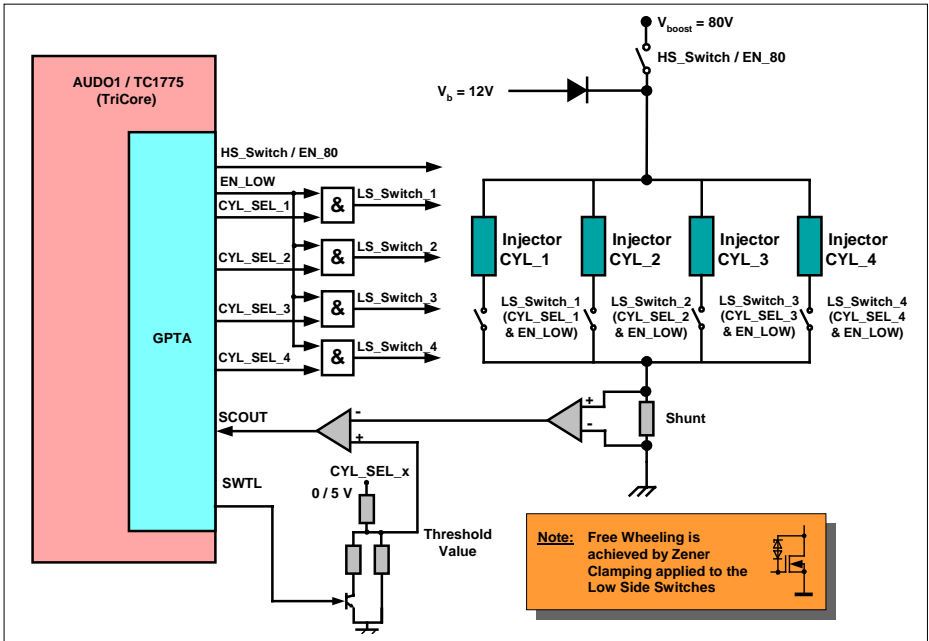 V_boost = 80V
HS_Switch / EN_80
AUDO1 / TC1775
(TriCore)
V_b = 12V
HS_Switch / EN_80
EN_LOW
CYL_SEL_1
&
LS_Switch_1
CYL_SEL_2
&
LS_Switch_2
CYL_SEL_3
&
LS_Switch_3
GPTA
CYL_SEL_4
&
LS_Switch_4
Injector
CYL_1
Injector
CYL_2
Injector
CYL_3
Injector
CYL_4
LS_Switch_1
(CYL_SEL_1
& EN_LOW)
LS_Switch_2
(CYL_SEL_2
& EN_LOW)
LS_Switch_3
(CYL_SEL_3
& EN_LOW)
LS_Switch_4
(CYL_SEL_4
& EN_LOW)
SCOUT
-
+
+
-
Shunt
CYL_SEL_x
0 / 5 V
SWTL
Threshold
Value
Note: Free Wheeling is
achieved by Zener
Clamping applied to the
Low Side Switches